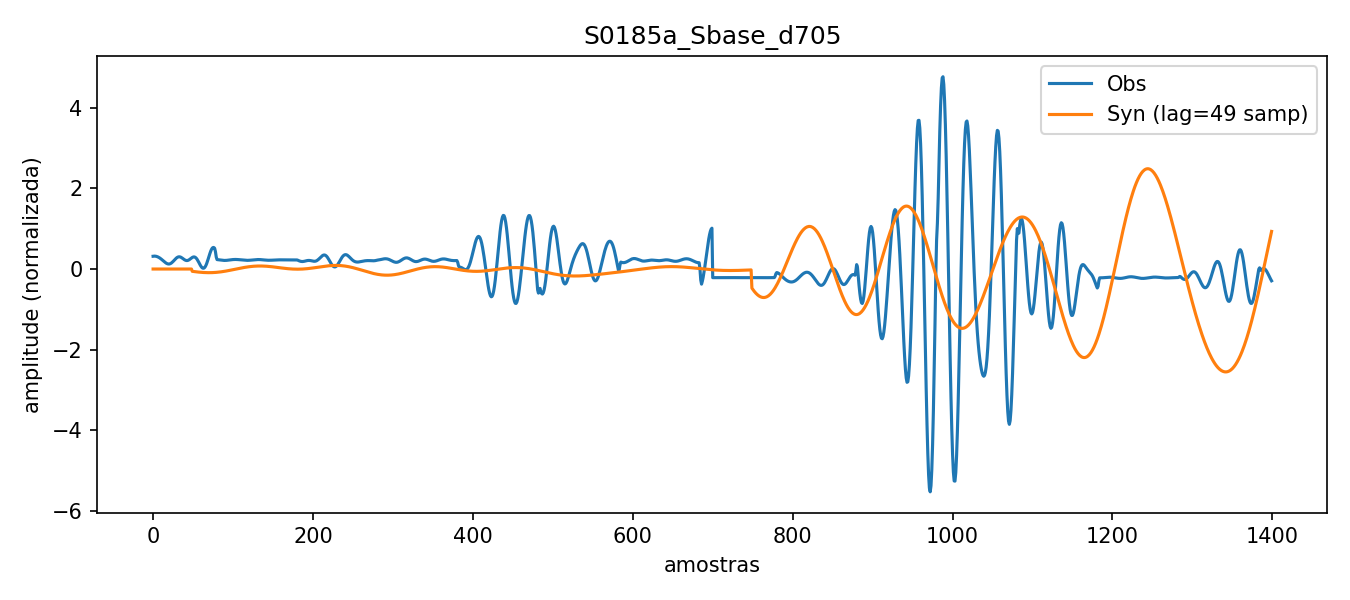 S0185a_Sbase_d705
Obs
Syn (lag=49 samp)
amplitude (normalizada)
4
2
0
−2
−4
−6
0 200 400 600 800 1000 1200 1400
amostras